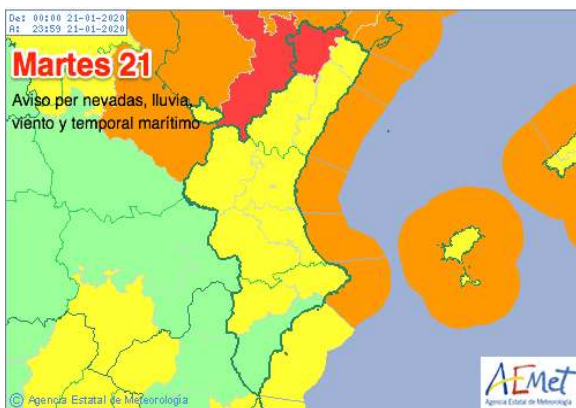 De: 00:00 21-01-2020
A: 23:59 21-01-2020
Martes 21
Aviso per nevadas, lluvia,
viento y temporal marítimo
© Agencia Estatal de Meteorología
AEMet
Agencia Estatal de Meteorología